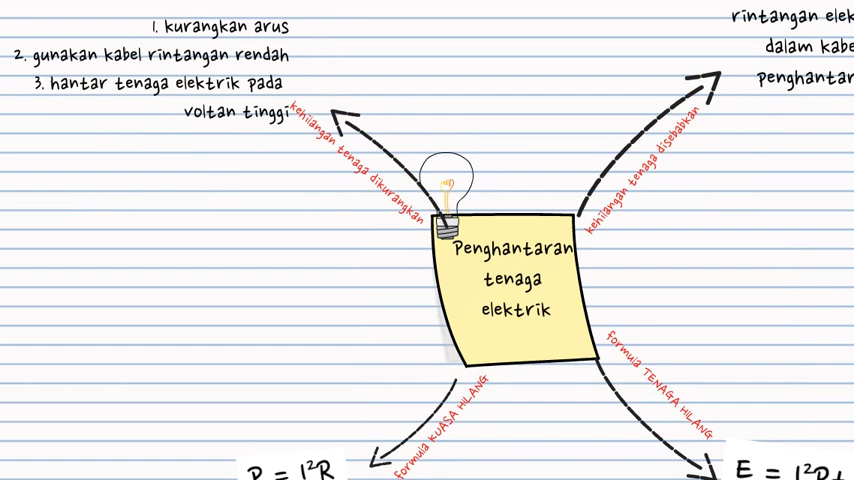 1. kurangkan arus
2. gunakan kabel rintangan rendah
3. hantar tenaga elektrik pada
voltan tinggi
kehilangan tenaga dikurangkan
rintangan elek
dalam kabe
penghantar
kehilangan tenaga disebabkan
Penghantaran
tenaga
elektrik
formula KUASA HILANG
P = I²R
formula TENAGA HILANG
E = I²Rt